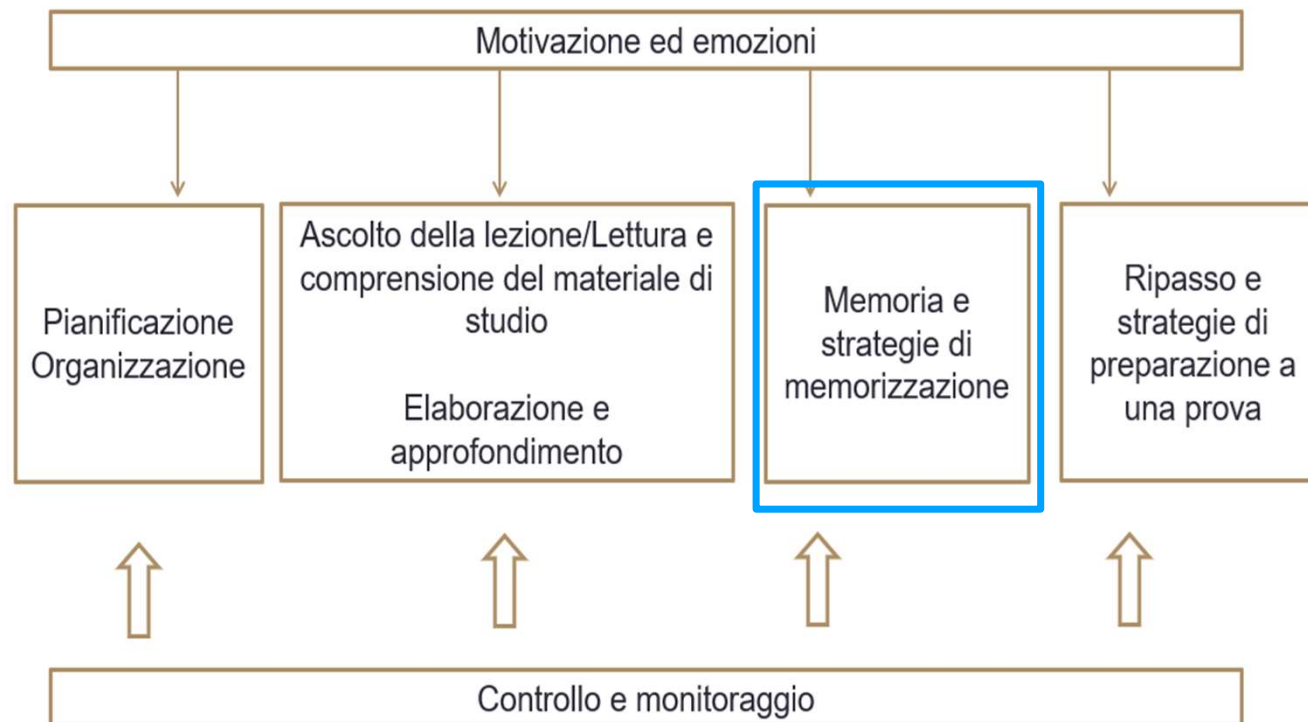 Motivazione ed emozioni
Pianificazione
Organizzazione
Ascolto della lezione/Lettura e
comprensione del materiale di
studio
Elaborazione e
approfondimento
Memoria e
strategie di
memorizzazione
Ripasso e
strategie di
preparazione a
una prova
Controllo e monitoraggio